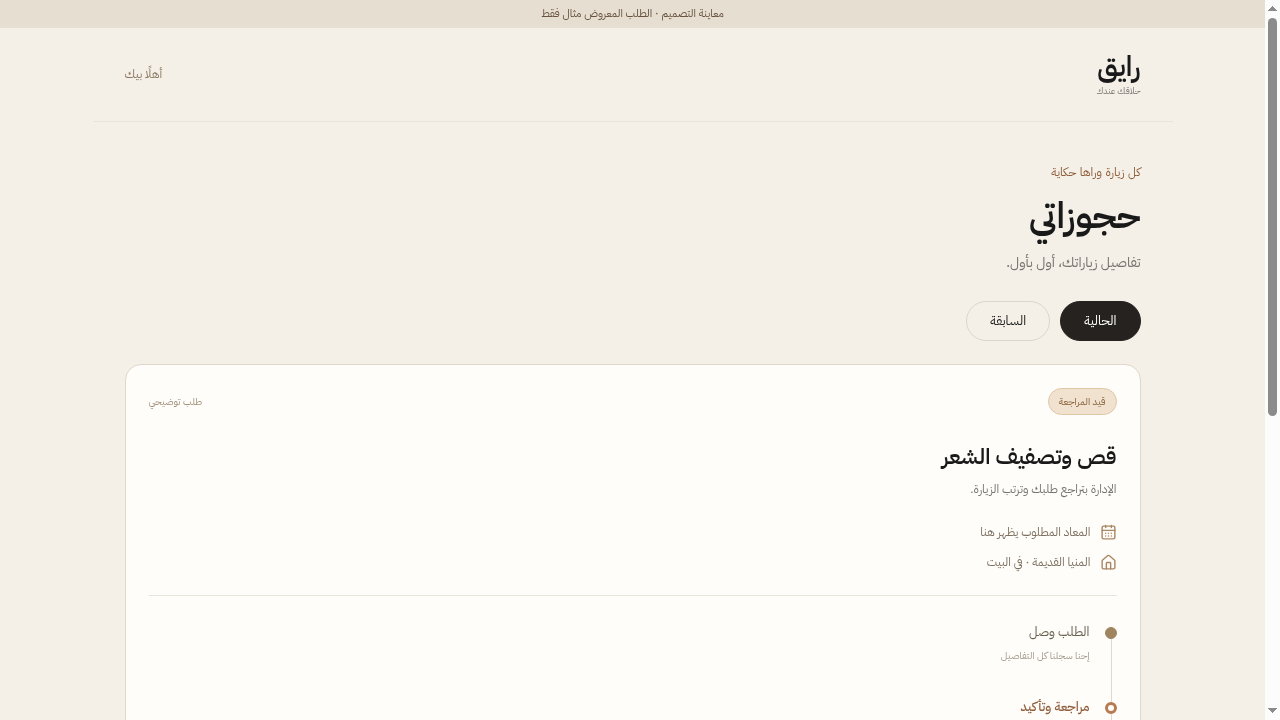 معاينة التصميم · الطلب المعروض مثال فقط
رايق
حلاقك عندك
أهلًا بيك
كل زيارة وراها حكاية
حجوزاتي
تفاصيل زياراتك، أول بأول.
الحالية
السابقة
قيد المراجعة
طلب توضيحي
قص وتصفيف الشعر
الإدارة بتراجع طلبك وترتب الزيارة.
المعاد المطلوب يظهر هنا
المنيا القديمة · في البيت
الطلب وصل
إحنا سجلنا كل التفاصيل
مراجعة وتأكيد